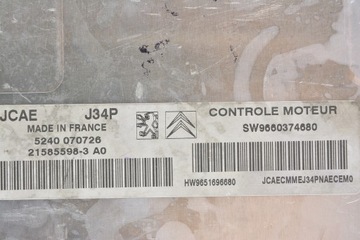 JCAE J34P
MADE IN FRANCE
5240 070726
21585598-3 A0
CONTROLE MOTEUR
SW9660374680
HW9651696680
JCAECMMEJ34PNAECEM0